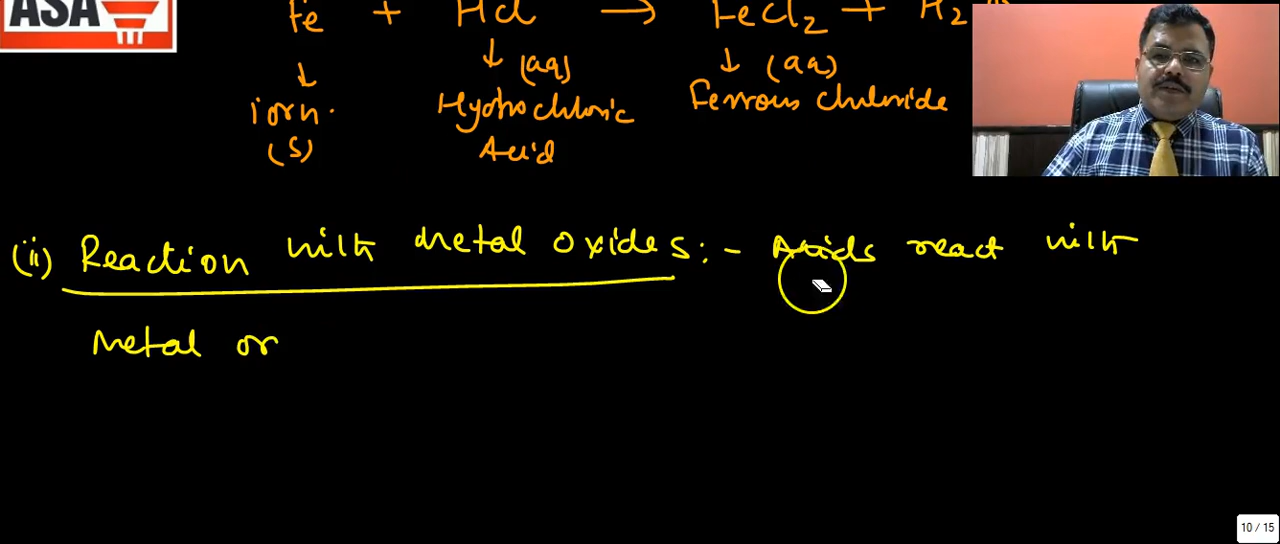 ASA
Fe + HCl → FeCl2 + H2
↓ ↓ (aq) ↓ (aq)
iorn. Hydrochloric Ferrous chloride
(s) Acid
(ii) Reaction with metal oxides:- Acids react with
Metal or
10 / 15